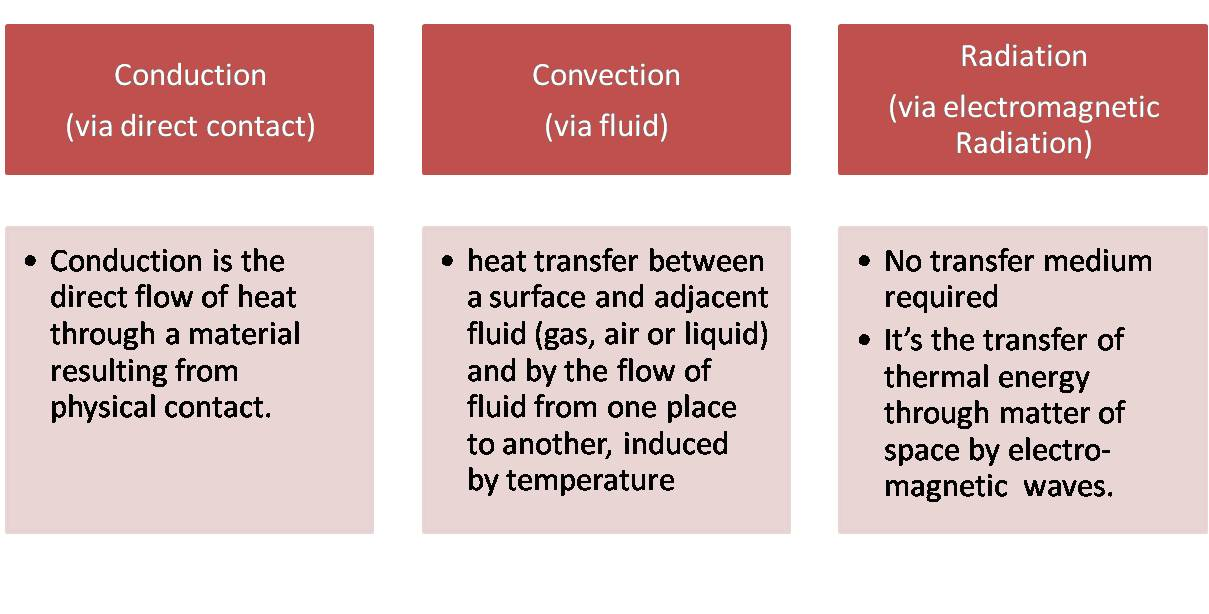 Conduction
(via direct contact)
Convection
(via fluid)
Radiation
(via electromagnetic
Radiation)
• Conduction is the
direct flow of heat
through a material
resulting from
physical contact.
• heat transfer between
a surface and adjacent
fluid (gas, air or liquid)
and by the flow of
fluid from one place
to another, induced
by temperature
• No transfer medium
required
• It’s the transfer of
thermal energy
through matter of
space by electro-
magnetic waves.